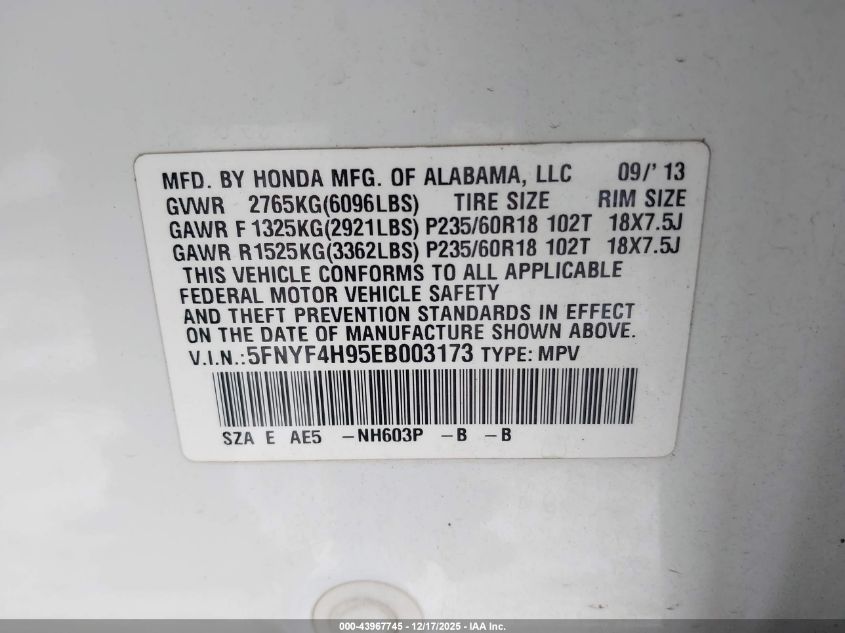 MFD. BY HONDA MFG. OF ALABAMA, LLC 09/' 13
GVWR 2765KG(6096LBS) TIRE SIZE RIM SIZE
GAWR F 1325KG(2921LBS) P235/60R18 102T 18X7.5J
GAWR R1525KG(3362LBS) P235/60R18 102T 18X7.5J
THIS VEHICLE CONFORMS TO ALL APPLICABLE
FEDERAL MOTOR VEHICLE SAFETY
AND THEFT PREVENTION STANDARDS IN EFFECT
ON THE DATE OF MANUFACTURE SHOWN ABOVE.
V.I.N.:5FNYF4H95EB003173 TYPE: MPV
SZA E AE5 -NH603P -B -B
000-43967745 - 12/17/2025 - IAA Inc.